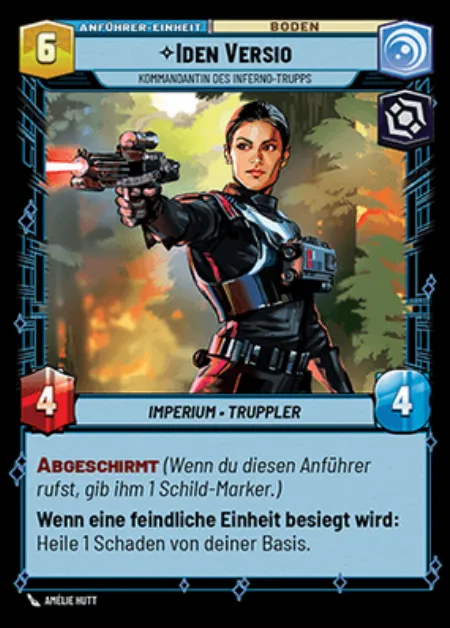 6
ANFÜHRER-EINHEIT
BODEN
IDEN VERSIO
KOMMANDANTIN DES INFERNO-TRUPPS
4
IMPERIUM • TRUPPLER
4
ABGESCHIRMT (Wenn du diesen Anführer
rufst, gib ihm 1 Schild-Marker.)
Wenn eine feindliche Einheit besiegt wird:
Heile 1 Schaden von deiner Basis.
AMÉLIE HUTT